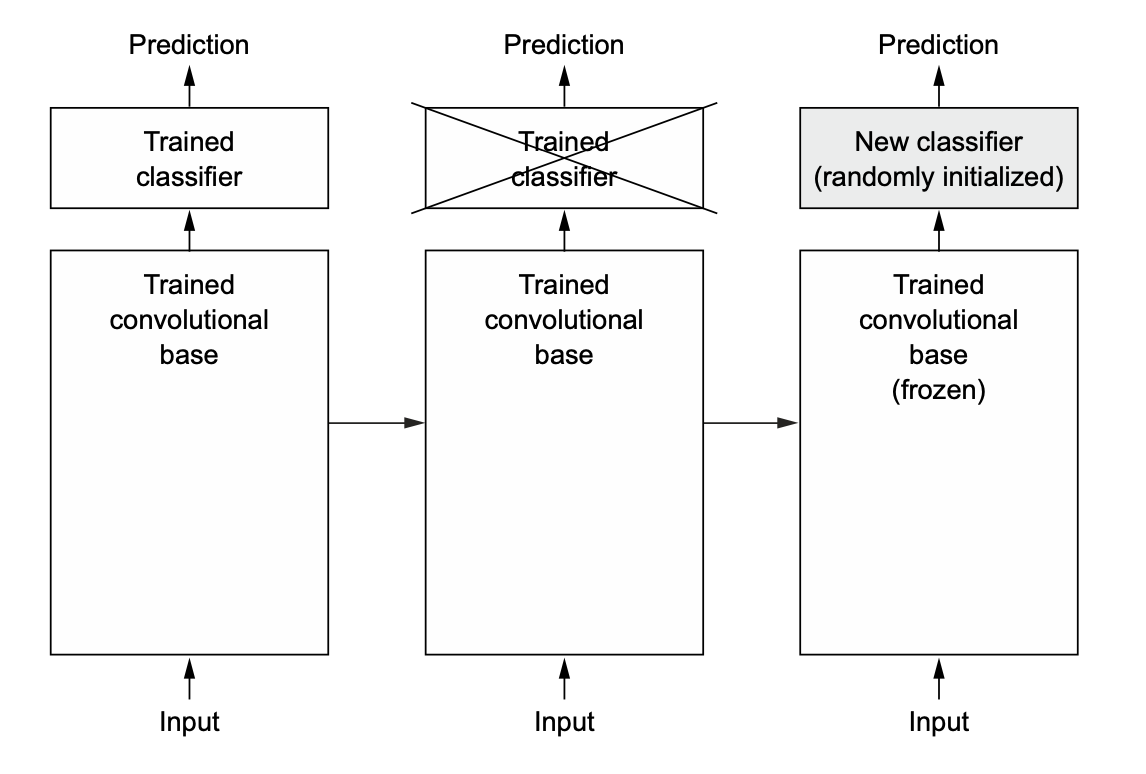 Prediction
Trained
classifier
Trained
convolutional
base
Input
Prediction
Trained
classifier
Trained
convolutional
base
Input
Prediction
New classifier
(randomly initialized)
Trained
convolutional
base
(frozen)
Input